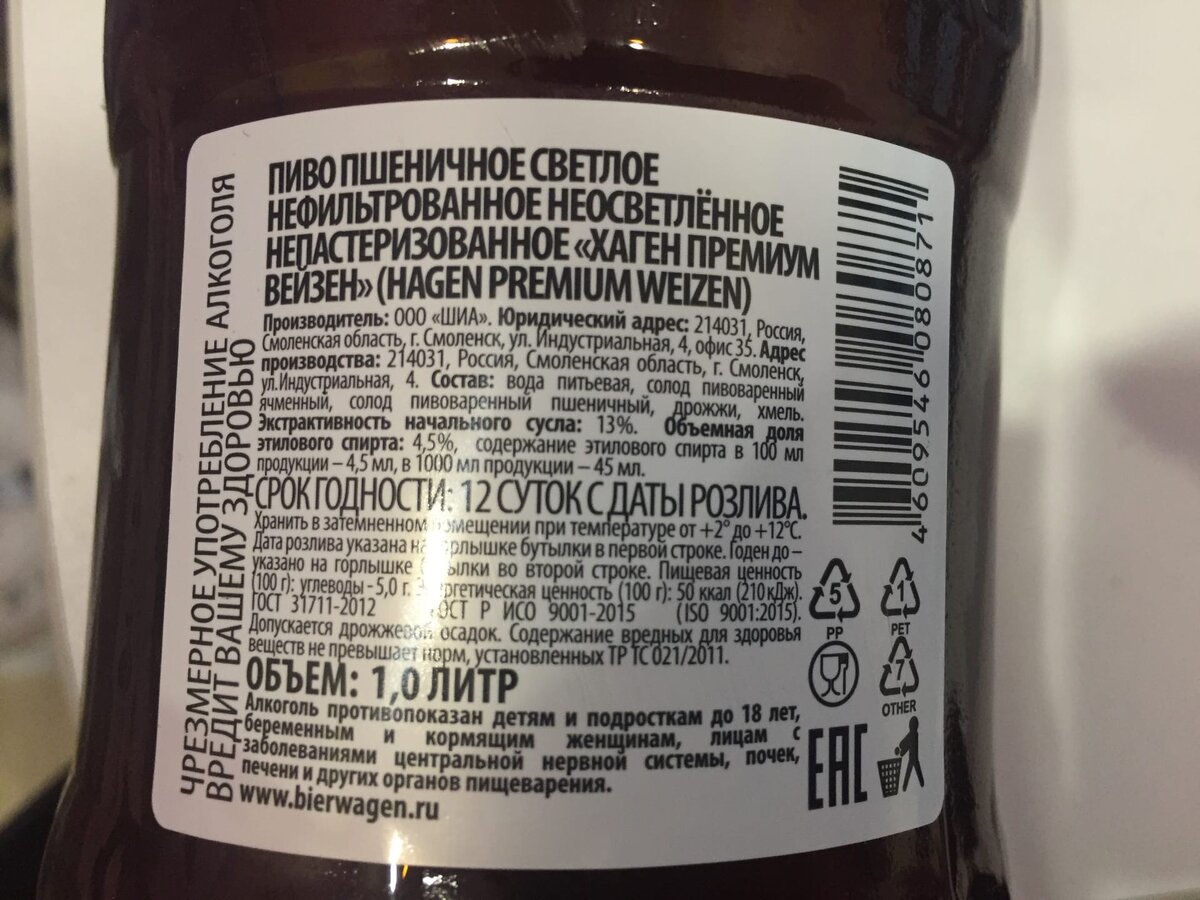 ЧРЕЗМЕРНОЕ УПОТРЕБЛЕНИЕ АЛКОГОЛЯ
ВРЕДИТ ВАШЕМУ ЗДОРОВЬЮ
ПИВО ПШЕНИЧНОЕ СВЕТЛОЕ
НЕФИЛЬТРОВАННОЕ НЕОСВЕТЛЁННОЕ
НЕПАСТЕРИЗОВАННОЕ «ХАГЕН ПРЕМИУМ
ВЕЙЗЕН» (HAGEN PREMIUM WEIZEN)
Производитель: ООО «ШИА». Юридический адрес: 214031, Россия,
Смоленская область, г. Смоленск, ул. Индустриальная, 4, офис 35. Адрес
производства: 214031, Россия, Смоленская область, г. Смоленск,
ул.Индустриальная, 4. Состав: вода питьевая, солод пивоваренный
ячменный, солод пивоваренный пшеничный, дрожжи, хмель.
Экстрактивность начального сусла: 13%. Объемная доля
этилового спирта: 4,5%, содержание этилового спирта в 100 мл
продукции – 4,5 мл, в 1000 мл продукции – 45 мл.
СРОК ГОДНОСТИ: 12 СУТОК С ДАТЫ РОЗЛИВА.
Хранить в затемненном помещении при температуре от +2° до +12°C.
Дата розлива указана на горлышке бутылки в первой строке. Годен до –
указано на горлышке бутылки во второй строке. Пищевая ценность
(100 г): углеводы - 5,0 г. Энергетическая ценность (100 г): 50 ккал (210 кДж).
ГОСТ 31711-2012 ГОСТ Р ИСО 9001-2015 (ISO 9001:2015).
Допускается дрожжевой осадок. Содержание вредных для здоровья
веществ не превышает норм, установленных ТР ТС 021/2011.
ОБЪЕМ: 1,0 ЛИТР
Алкоголь противопоказан детям и подросткам до 18 лет,
беременным и кормящим женщинам, лицам с
заболеваниями центральной нервной системы, почек,
печени и других органов пищеварения.
www.bierwagen.ru
4 609546 080871
5
PP
1
PET
7
OTHER
EAC